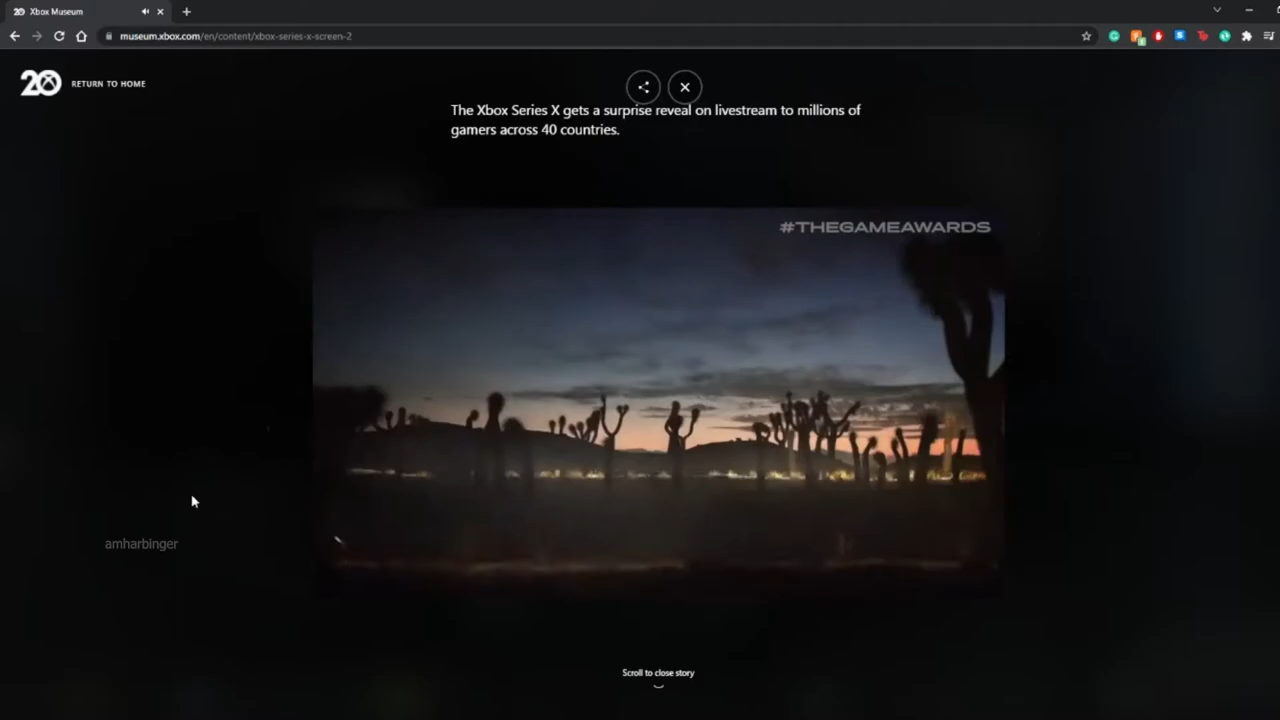 20 Xbox Museum
museum.xbox.com/en/content/xbox-series-x-screen-2
20 RETURN TO HOME
The Xbox Series X gets a surprise reveal on livestream to millions of
gamers across 40 countries.
#THEGAMEAWARDS
amharbinger
Scroll to close story